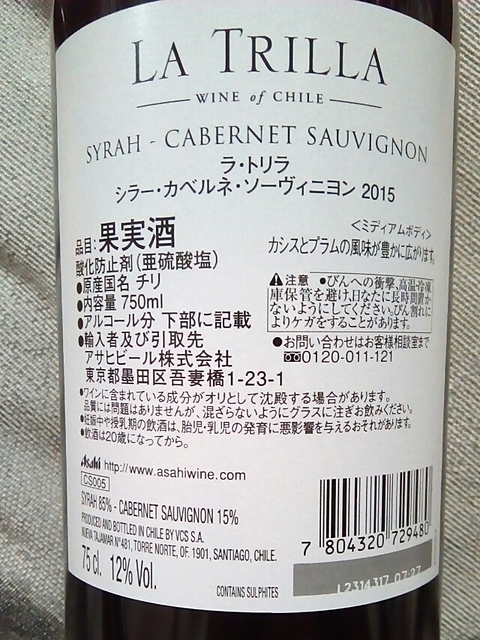 LA TRILLA
WINE of CHILE
SYRAH - CABERNET SAUVIGNON
ラ・トリラ
シラー・カベルネ・ソーヴィニヨン 2015
<ミディアムボディ>
カシスとプラムの風味が豊かに広がります。
品目:果実酒
酸化防止剤(亜硫酸塩)
●原産国名 チリ
●内容量 750ml
●アルコール分 下部に記載
●輸入者及び引取先
アサヒビール株式会社
東京都墨田区吾妻橋1-23-1
⚠注意 ●びんへの衝撃、高温・冷凍
庫保管を避け、日なたに長時間置か
ないようにしてください。びん割れに
よりケガをすることがあります。
●お問い合わせはお客様相談室まで
0120-011-121
●ワインに含まれている成分がオリとして沈殿する場合があります。
品質には問題はありませんが、混ざらないようにグラスに注ぎお飲みください。
●妊娠中や授乳期の飲酒は、胎児・乳児の発育に悪影響を与えるおそれがあります。
●飲酒は20歳になってから。
Asahi http://www.asahiwine.com
CS005
SYRAH 85% - CABERNET SAUVIGNON 15%
PRODUCED AND BOTTLED IN CHILE BY VCS S.A.
NUEVA TAJAMAR N°481, TORRE NORTE, OF. 1901, SANTIAGO, CHILE.
75 cl. 12% Vol.
CONTAINS SULPHITES
7 804320 729480
L2314317 07:27